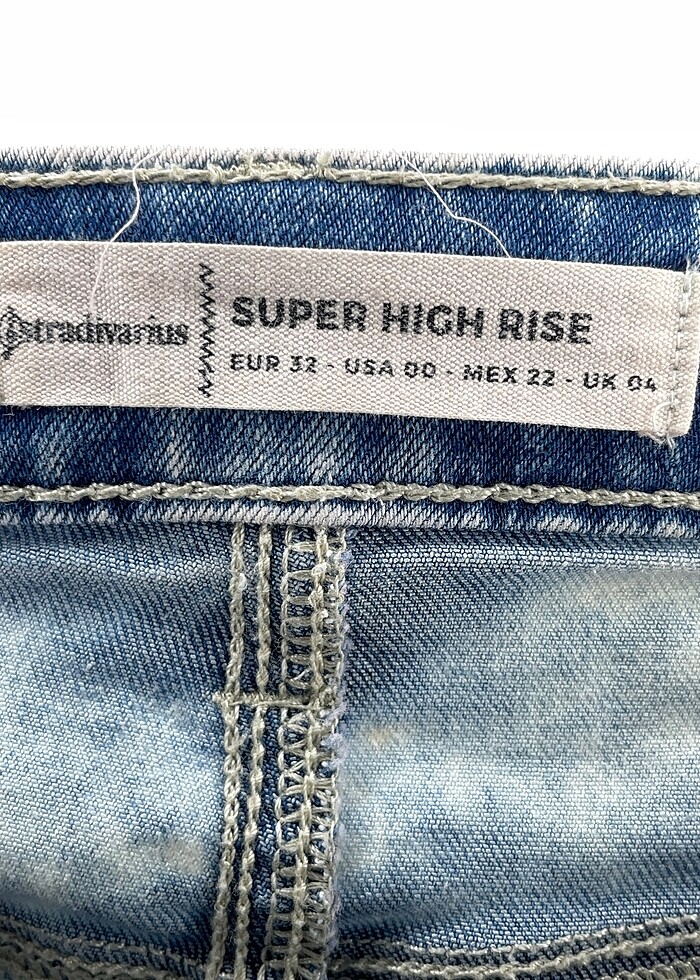 stradivarius
SUPER HIGH RISE
EUR 32 - USA 00 - MEX 22 - UK 04